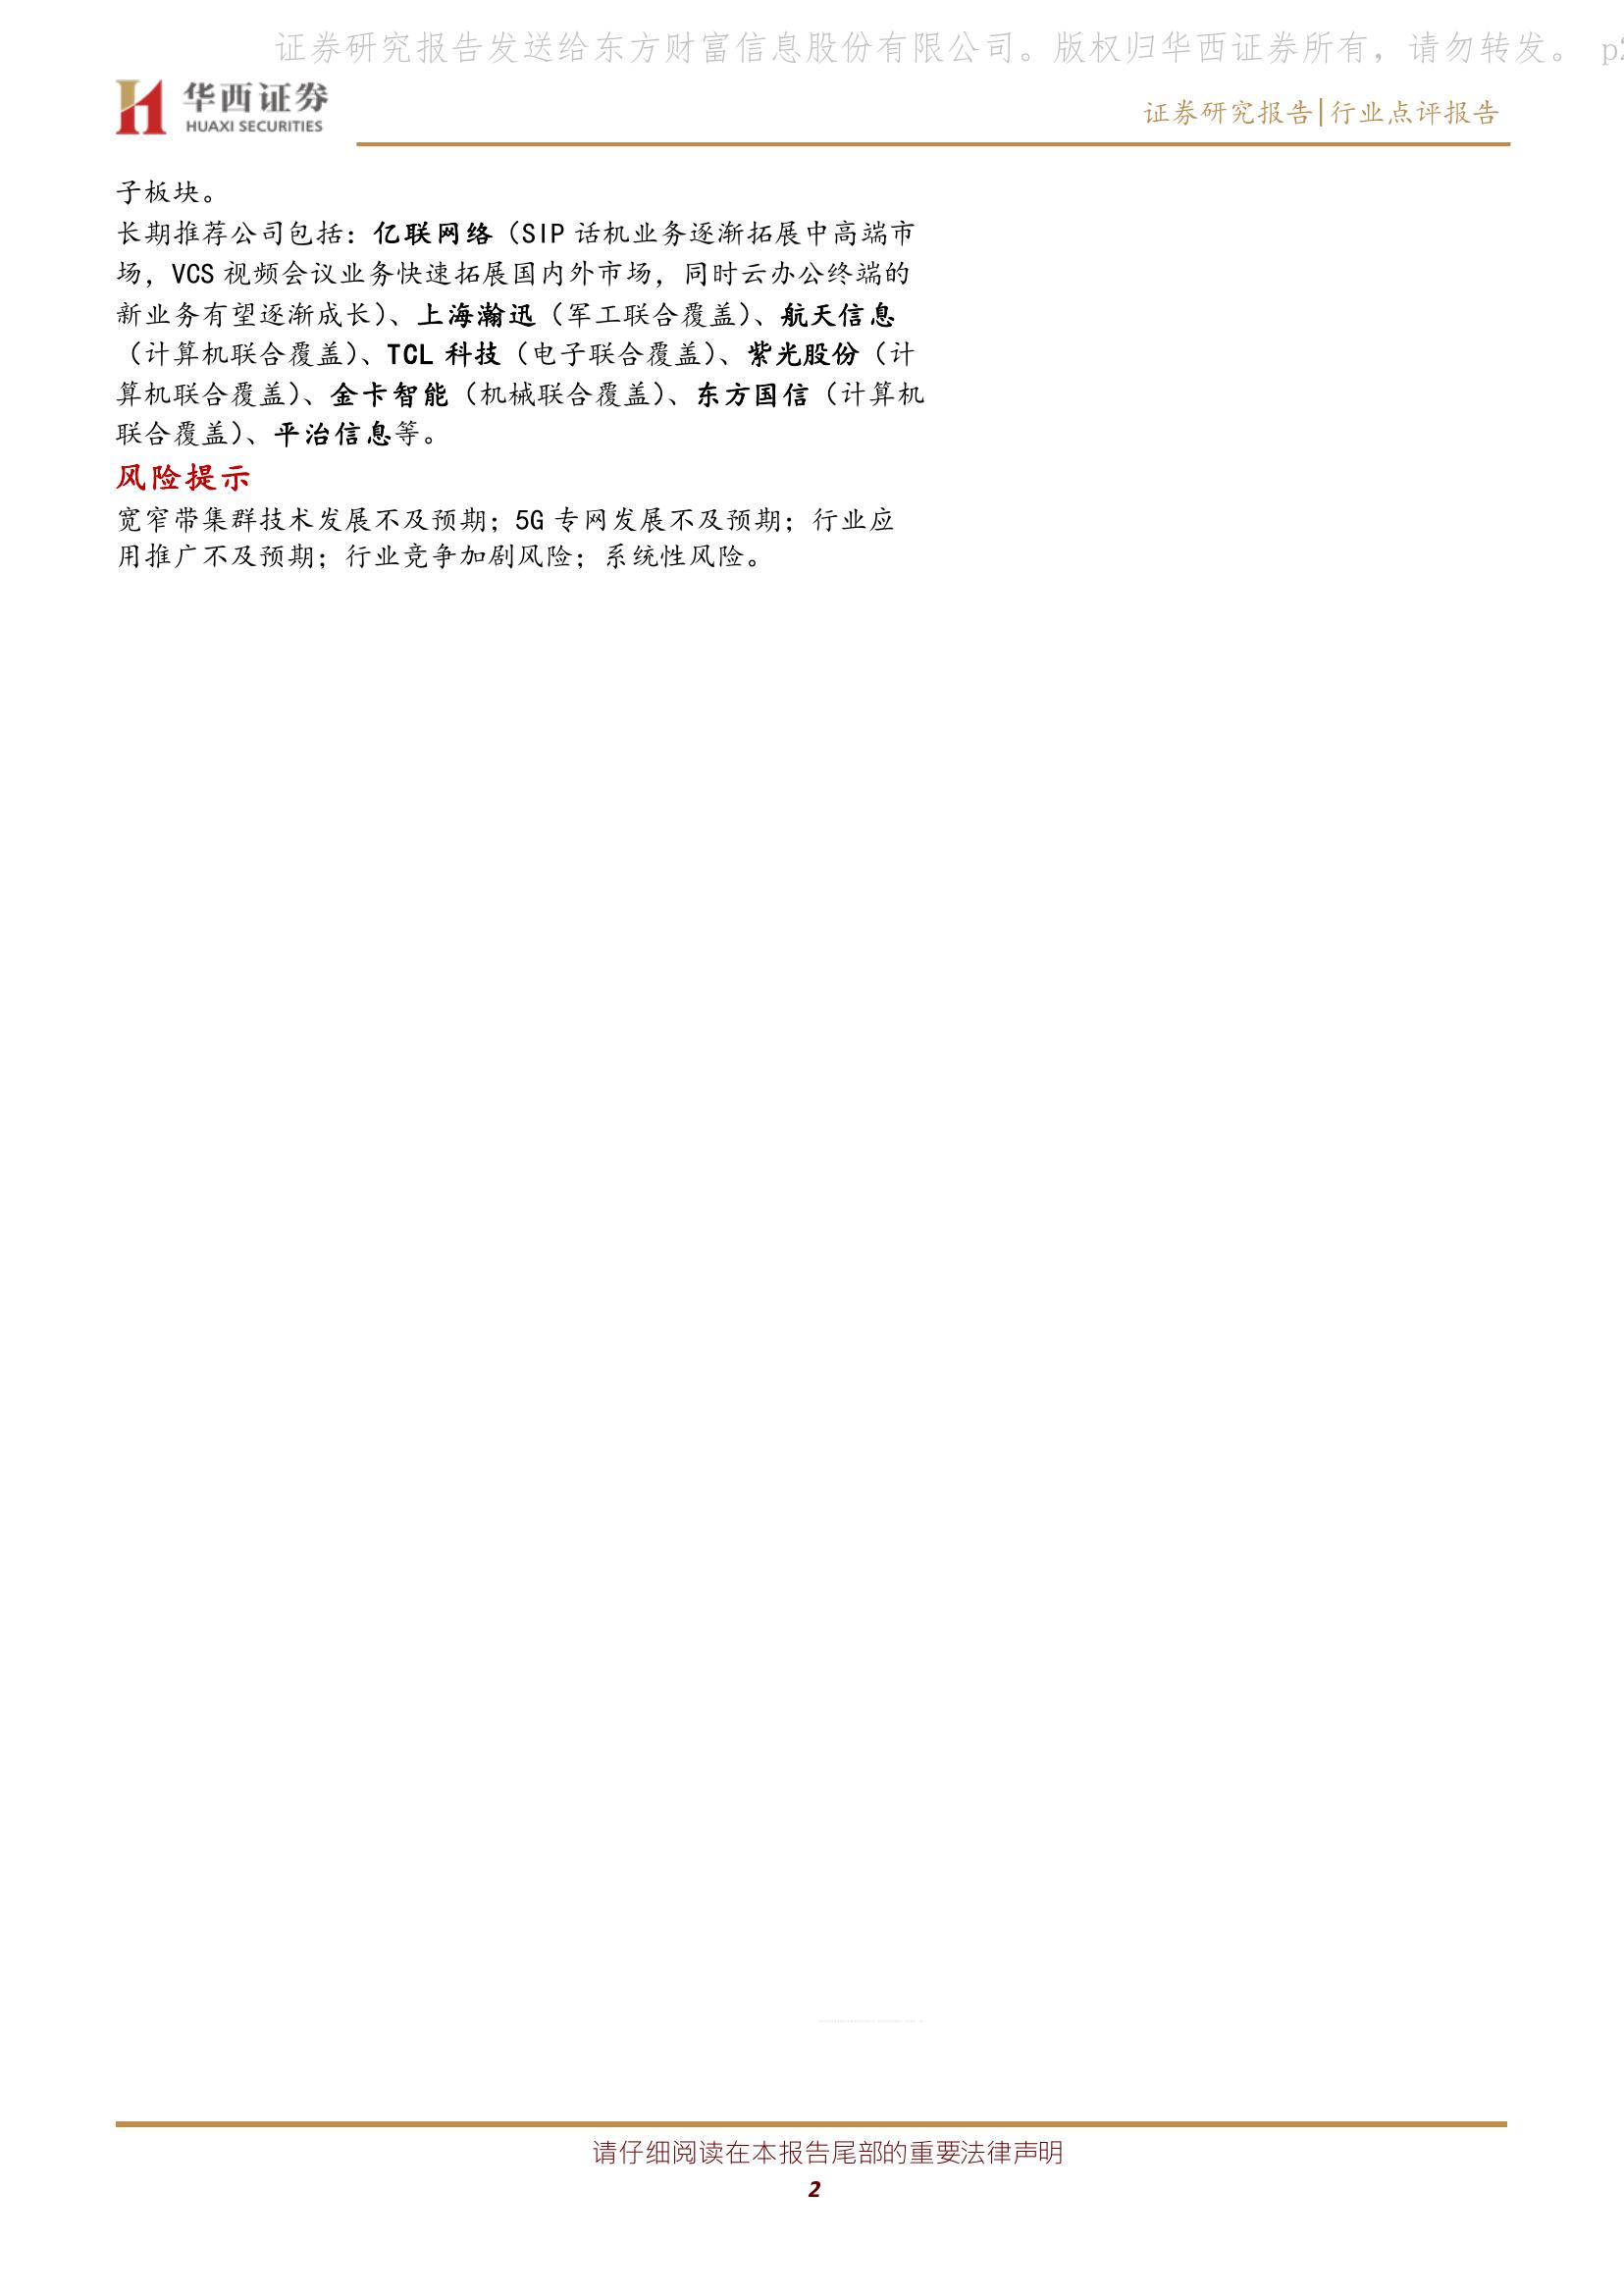 证券研究报告发送给东方财富信息股份有限公司。版权归华西证券所有，请勿转发。 p2
华西证券
HUAXI SECURITIES
证券研究报告|行业点评报告
子板块。
长期推荐公司包括：亿联网络（SIP 话机业务逐渐拓展中高端市
场，VCS 视频会议业务快速拓展国内外市场，同时云办公终端的
新业务有望逐渐成长）、上海瀚迅（军工联合覆盖）、航天信息
（计算机联合覆盖）、TCL 科技（电子联合覆盖）、紫光股份（计
算机联合覆盖）、金卡智能（机械联合覆盖）、东方国信（计算机
联合覆盖）、平治信息等。
风险提示
宽窄带集群技术发展不及预期；5G 专网发展不及预期；行业应
用推广不及预期；行业竞争加剧风险；系统性风险。
请仔细阅读在本报告尾部的重要法律声明
2